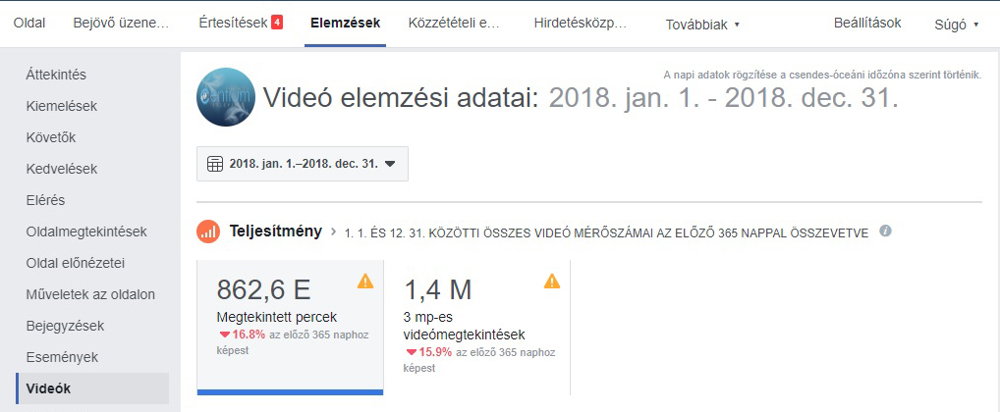 Oldal Bejövő üzene... Értesítések 4 Elemzések Közzétételi e... Hirdetésközp... Továbbiak Beállítások Súgó
Áttekintés
Kiemelések
Követők
Kedvelések
Elérés
Oldalmegtekintések
Oldal előnézetei
Műveletek az oldalon
Bejegyzések
Események
Videók
A napi adatok rögzítése a csendes-óceáni időzóna szerint történik.
Videó elemzési adatai: 2018. jan. 1. - 2018. dec. 31.
2018. jan. 1.–2018. dec. 31.
Teljesítmény › 1. 1. ÉS 12. 31. KÖZÖTTI ÖSSZES VIDEÓ MÉRŐSZÁMAI AZ ELŐZŐ 365 NAPPAL ÖSSZEVETVE
862,6 E
Megtekintett percek
16.8% az előző 365 naphoz
képest
1,4 M
3 mp-es
videómegtekintések
15.9% az előző 365 naphoz
képest